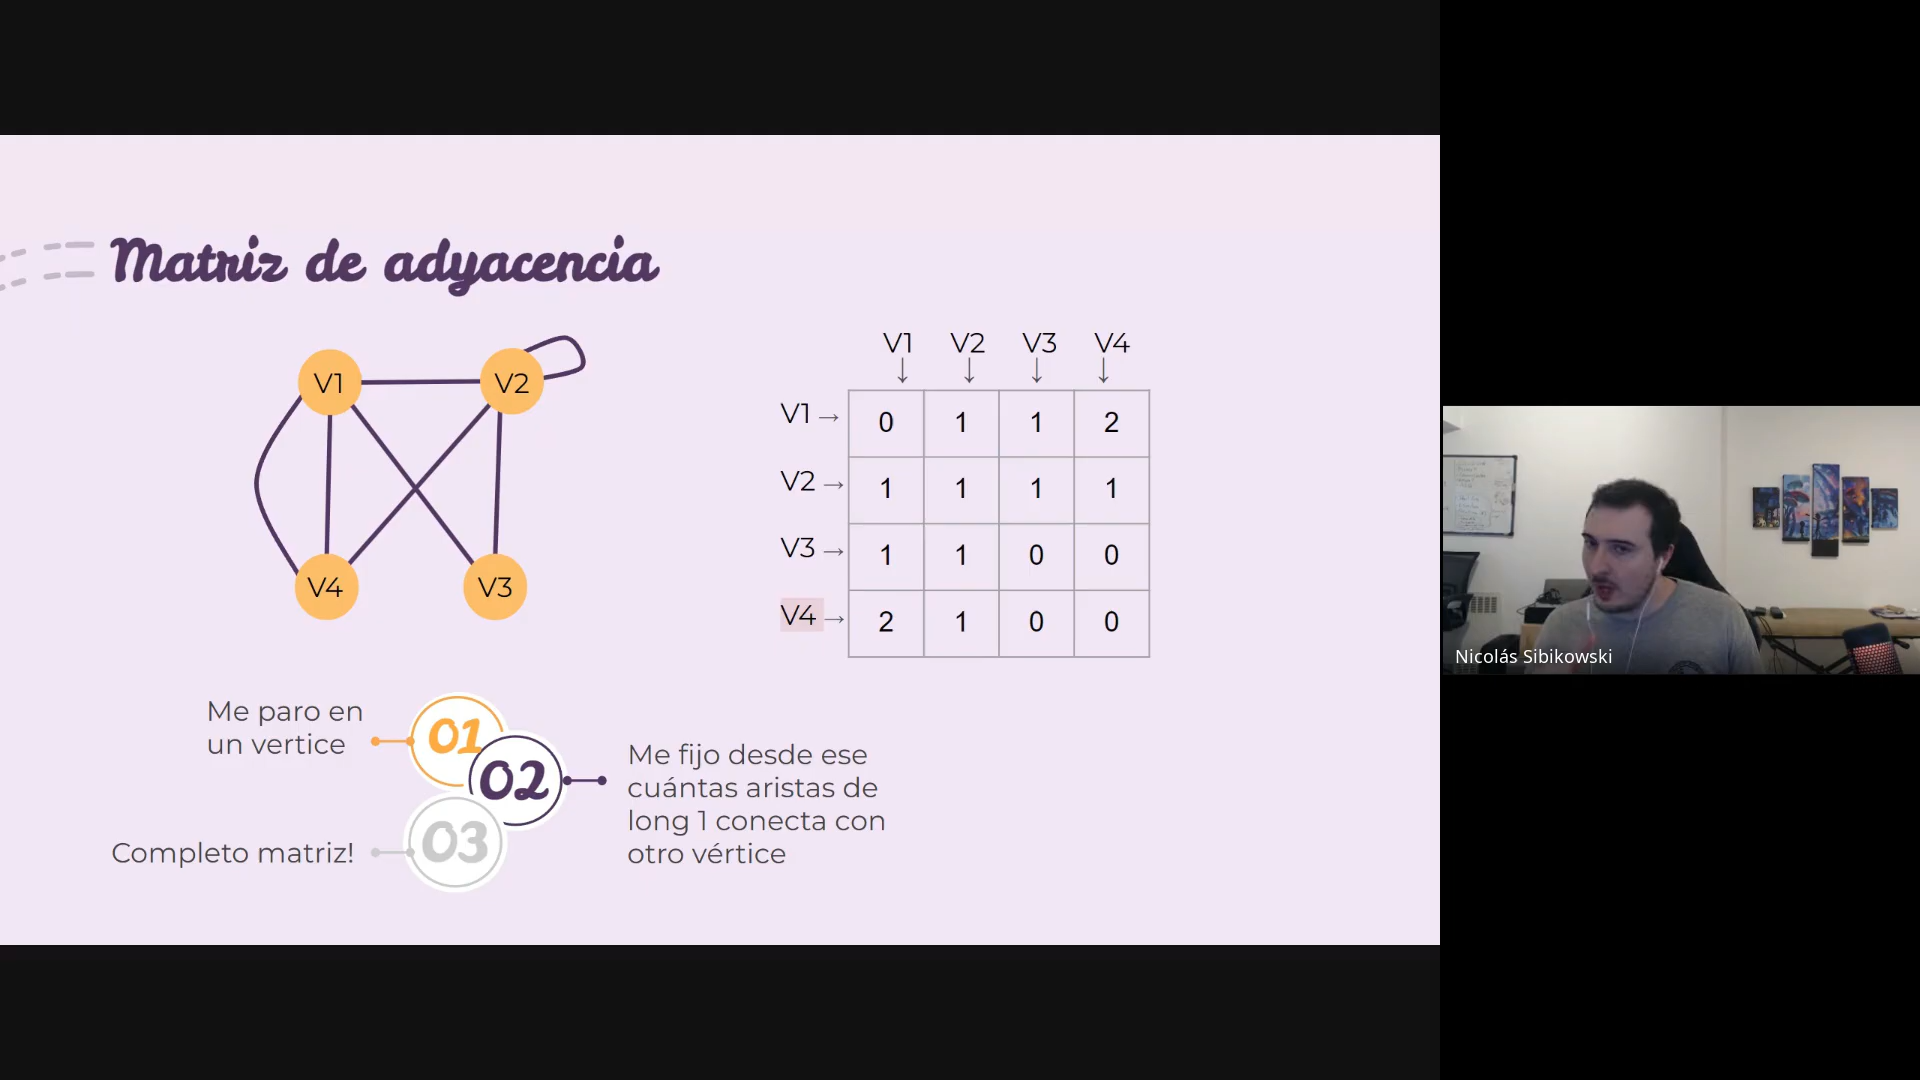 Matriz de adyacencia
V1
V2
V4
V3
V1 V2 V3 V4
↓ ↓ ↓ ↓
V1 → 0 1 1 2
V2 → 1 1 1 1
V3 → 1 1 0 0
V4 → 2 1 0 0
Me paro en
un vertice
01
02
Me fijo desde ese
cuántas aristas de
long 1 conecta con
otro vértice
Completo matriz!
03
Nicolás Sibikowski